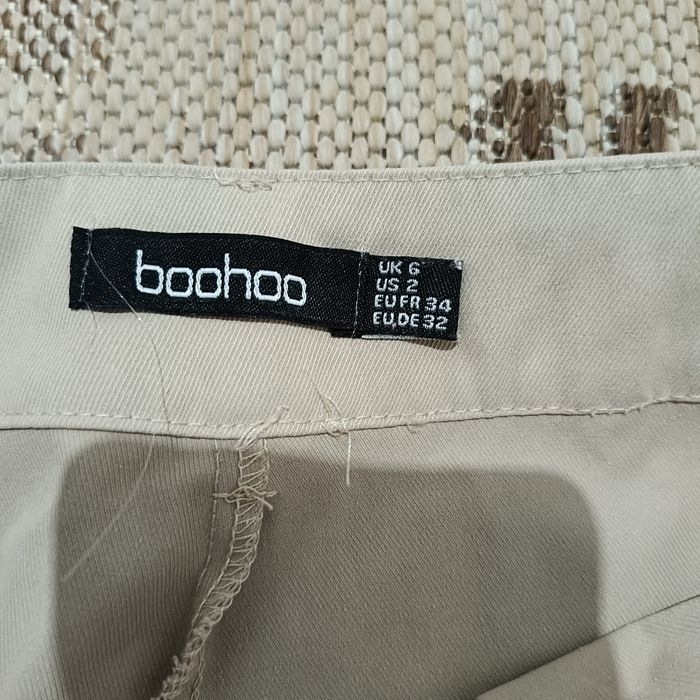 boohoo
UK 6
US 2
EU FR 34
EU, DE 32